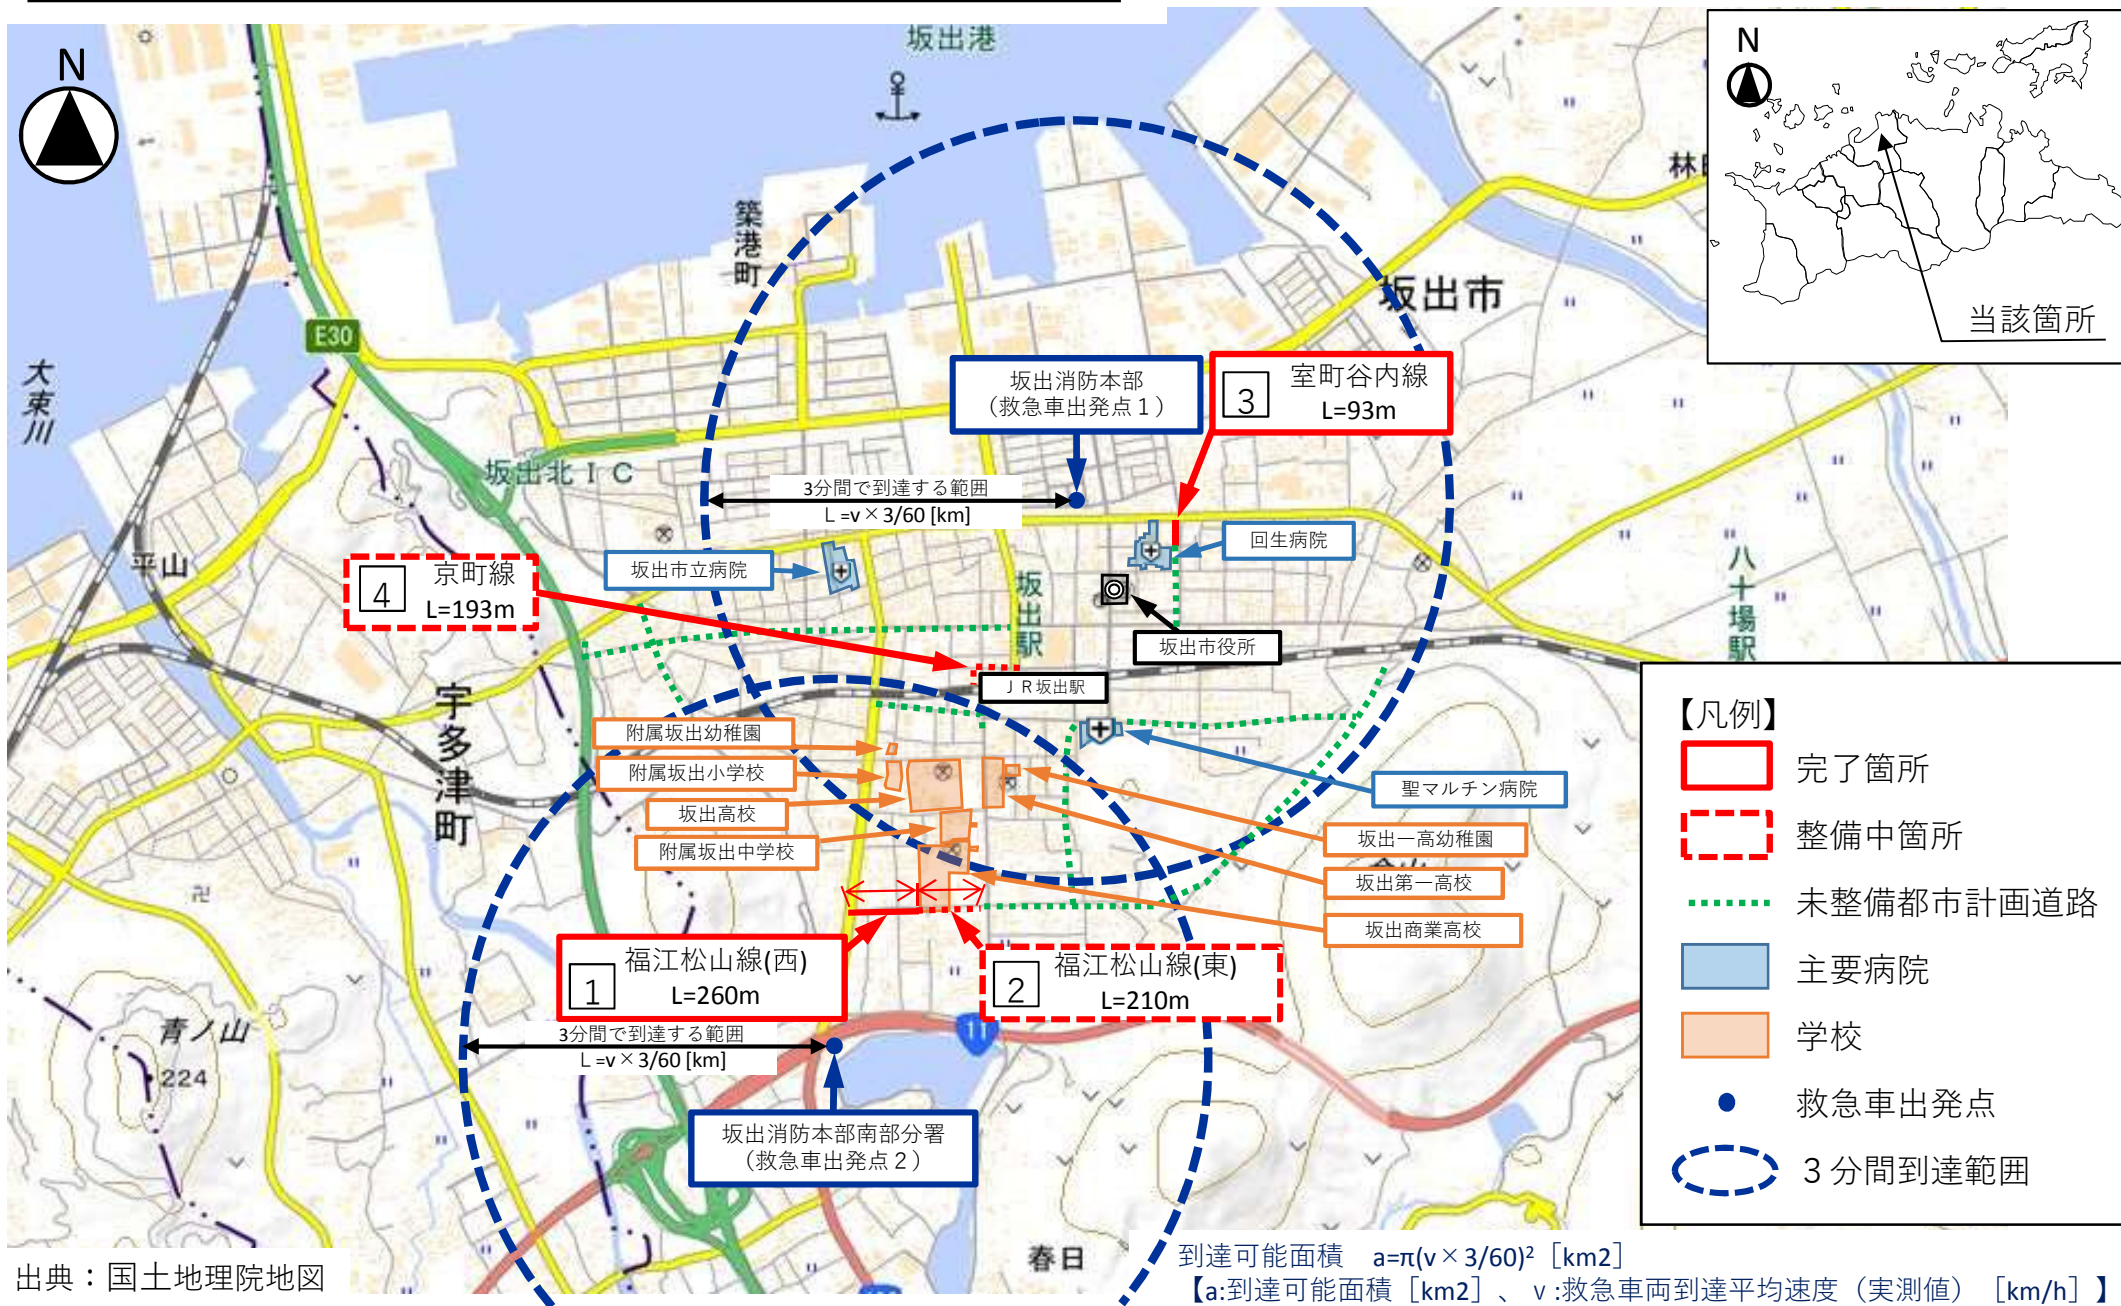 坂出港
N
N
林田
築港町
坂出市
当該箇所
E30
大束川
坂出消防本部
（救急車出発点１）
3
室町谷内線
L=93m
坂出北ＩＣ
3分間で到達する範囲
L=v×3/60 [km]
平山
4
京町線
L=193m
坂出市立病院
回生病院
坂出駅
八十場駅
坂出市役所
ＪＲ坂出駅
宇多津町
附属坂出幼稚園
附属坂出小学校
坂出高校
附属坂出中学校
聖マルチン病院
坂出一高幼稚園
坂出第一高校
坂出商業高校
1
福江松山線(西)
L=260m
2
福江松山線(東)
L=210m
青ノ山
224
3分間で到達する範囲
L=v×3/60 [km]
11
坂出消防本部南部分署
（救急車出発点２）
春日
【凡例】
完了箇所
整備中箇所
未整備都市計画道路
主要病院
学校
救急車出発点
３分間到達範囲
出典：国土地理院地図
到達可能面積　a=π(v×3/60)²［km2］
【a:到達可能面積［km2］、 v:救急車両到達平均速度（実測値）［km/h］】